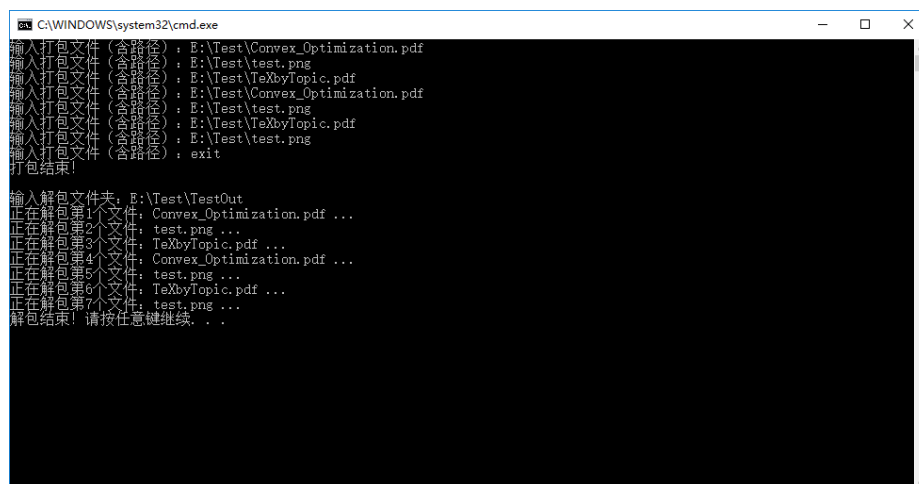 C:\WINDOWS\system32\cmd.exe
输入打包文件（含路径）：E:\Test\Convex_Optimization.pdf
输入打包文件（含路径）：E:\Test\test.png
输入打包文件（含路径）：E:\Test\TeXbyTopic.pdf
输入打包文件（含路径）：E:\Test\Convex_Optimization.pdf
输入打包文件（含路径）：E:\Test\test.png
输入打包文件（含路径）：E:\Test\TeXbyTopic.pdf
输入打包文件（含路径）：E:\Test\test.png
输入打包文件（含路径）：exit
打包结束!
输入解包文件夹：E:\Test\TestOut
正在解包第1个文件：Convex_Optimization.pdf ...
正在解包第2个文件：test.png ...
正在解包第3个文件：TeXbyTopic.pdf ...
正在解包第4个文件：Convex_Optimization.pdf ...
正在解包第5个文件：test.png ...
正在解包第6个文件：TeXbyTopic.pdf ...
正在解包第7个文件：test.png ...
解包结束! 请按任意键继续. . .